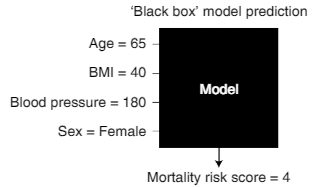 ‘Black box’ model prediction
Age = 65
BMI = 40
Blood pressure = 180
Sex = Female
Model
Mortality risk score = 4